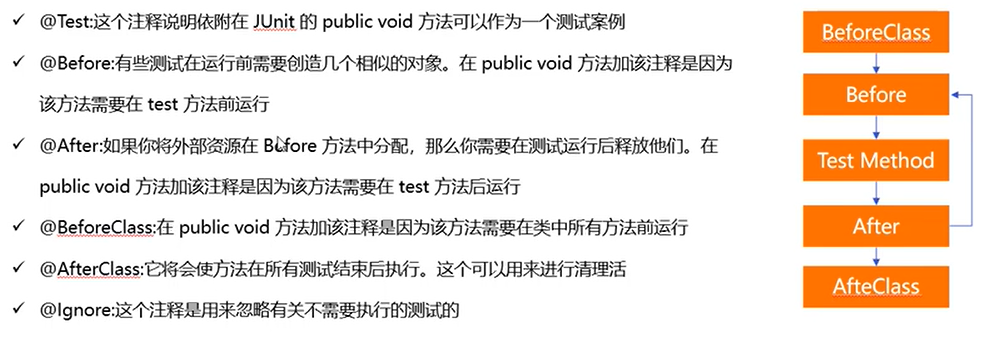 @Test:这个注释说明依附在 JUnit 的 public void 方法可以作为一个测试案例
@Before:有些测试在运行前需要创造几个相似的对象。在 public void 方法加该注释是因为
该方法需要在 test 方法前运行
@After:如果你将外部资源在 Before 方法中分配，那么你需要在测试运行后释放他们。在
public void 方法加该注释是因为该方法需要在 test 方法后运行
@BeforeClass:在 public void 方法加该注释是因为该方法需要在类中所有方法前运行
@AfterClass:它将会使方法在所有测试结束后执行。这个可以用来进行清理活
@Ignore:这个注释是用来忽略有关不需要执行的测试的
BeforeClass
Before
Test Method
After
AfteClass